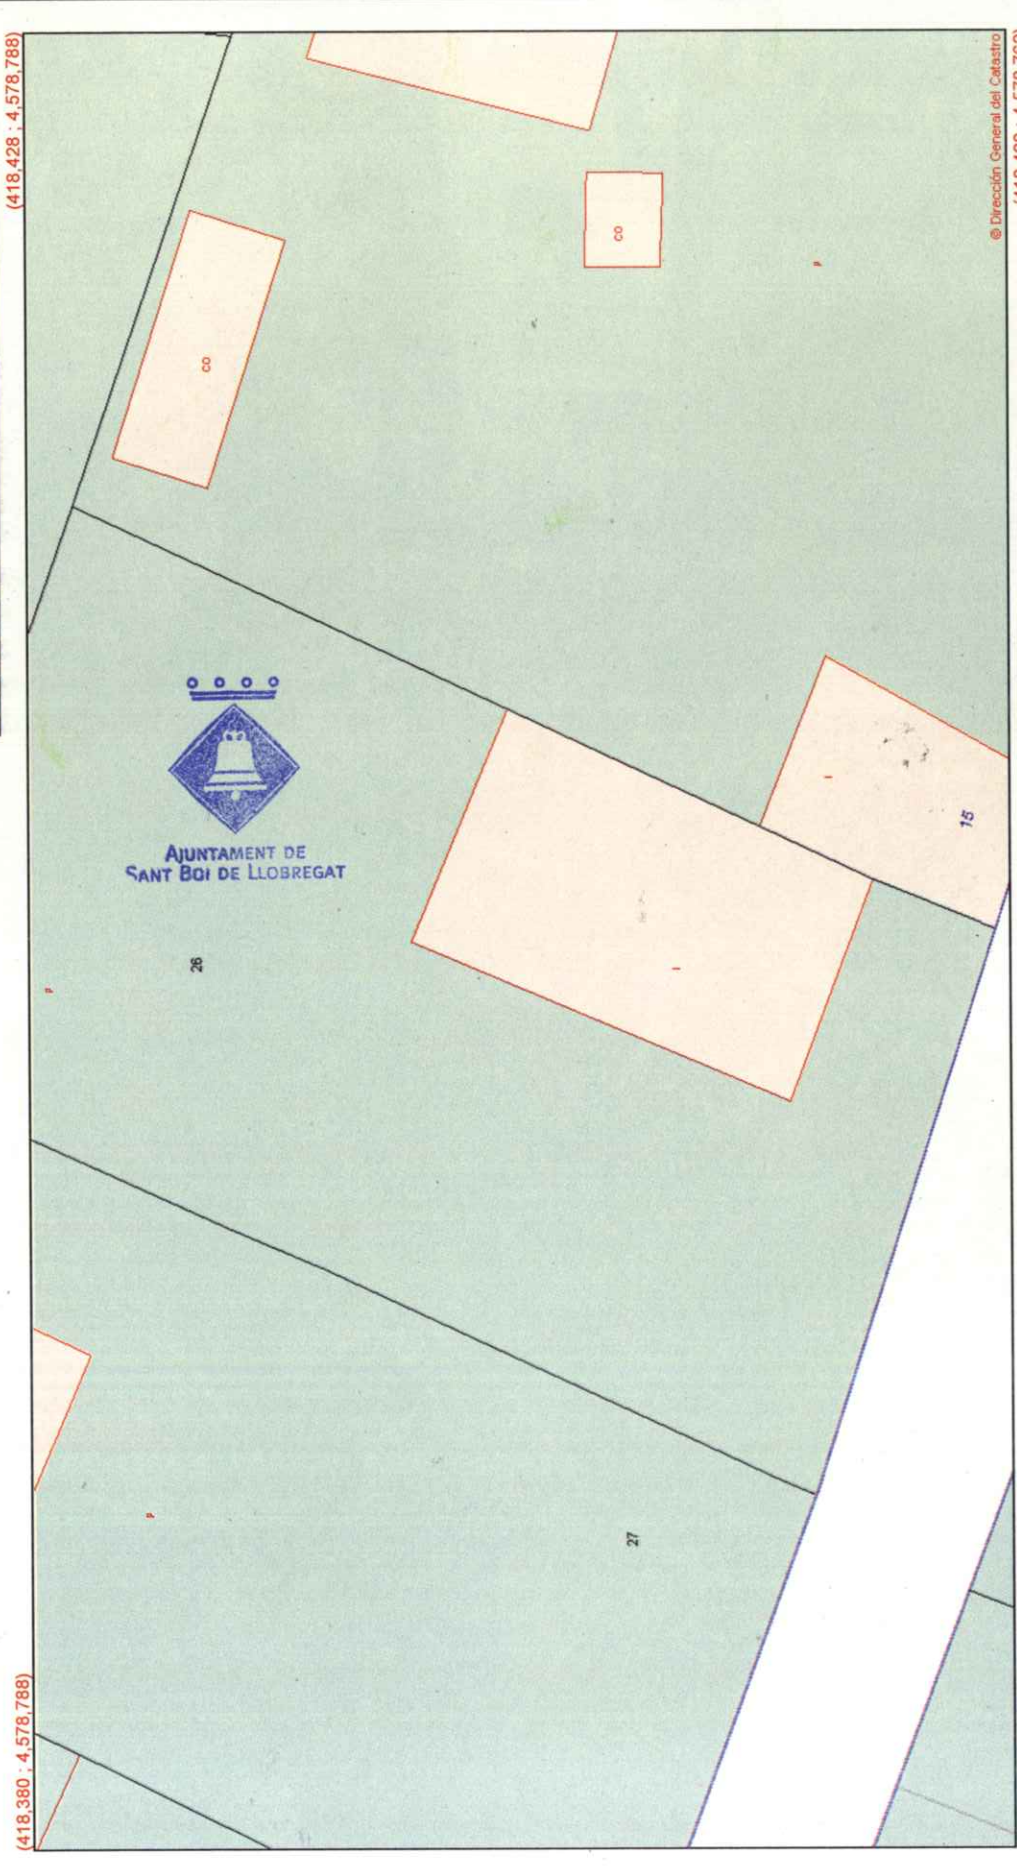 (418,380 ; 4,578,788)
(418,428 ; 4,578,788)
P
P
26
27
AJUNTAMENT DE
SANT BOI DE LLOBREGAT
CO
CO
P
I
I
15
© Dirección General del Catastro